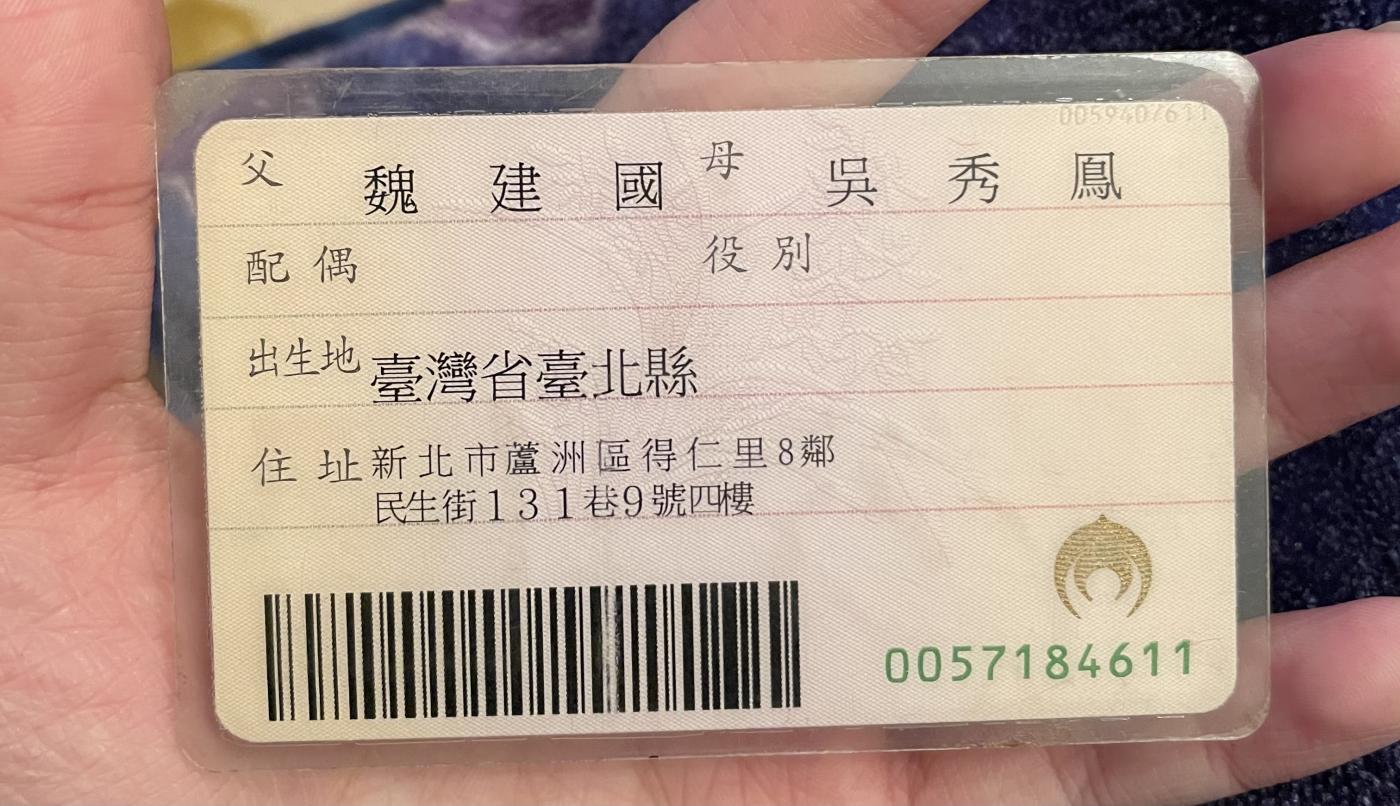 0059407611
父 魏建國 母 吳秀鳳
配偶 役別
出生地 臺灣省臺北縣
住址 新北市蘆洲區得仁里8鄰
民生街131巷9號四樓
0057184611